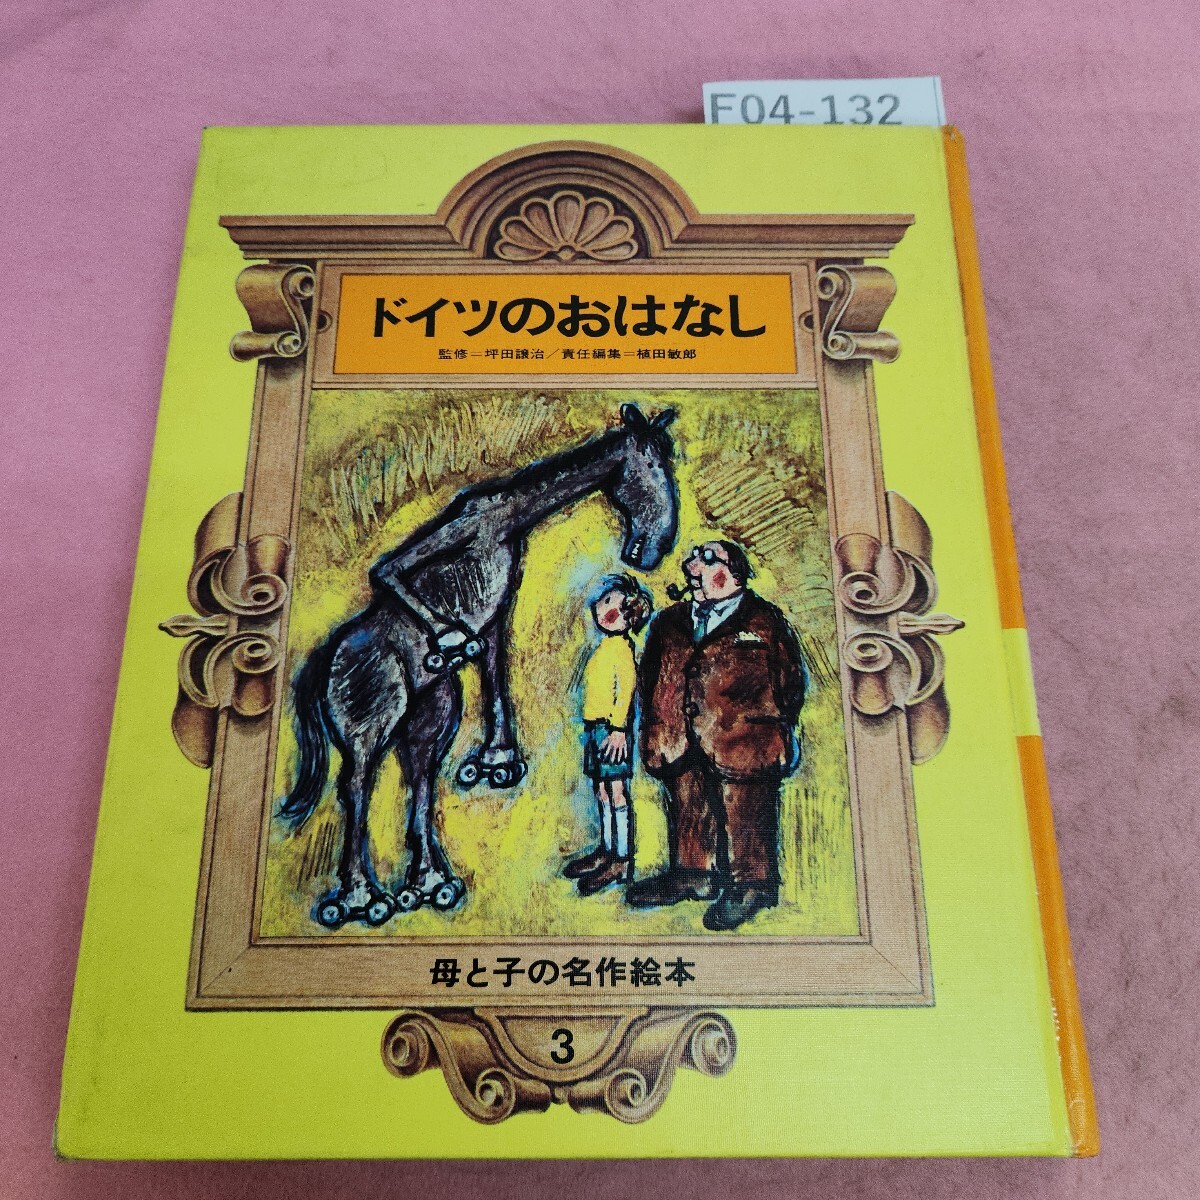 F04-132
ドイツのおはなし
監修=坪田譲治/責任編集=植田敏郎
母と子の名作絵本
3